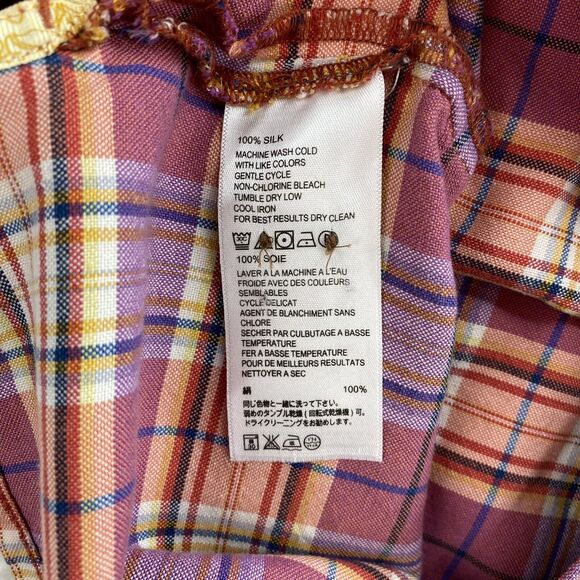 100% SILK
MACHINE WASH COLD
WITH LIKE COLORS
GENTLE CYCLE
NON-CHLORINE BLEACH
TUMBLE DRY LOW
COOL IRON
FOR BEST RESULTS DRY CLEAN
100% SOIE
LAVER A LA MACHINE A L'EAU
FROIDE AVEC DES COULEURS
SEMBLABLES
CYCLE DELICAT
AGENT DE BLANCHIMENT SANS
CHLORE
SECHER PAR CULBUTAGE A BASSE
TEMPERATURE
FER A BASSE TEMPERATURE
POUR DE MEILLEURS RESULTATS
NETTOYER A SEC
絹 100%
同じ色物と一緒に洗って下さい。
弱めのタンブル乾燥(回転式乾燥機)可。
ドライクリーニングをお勧めします。